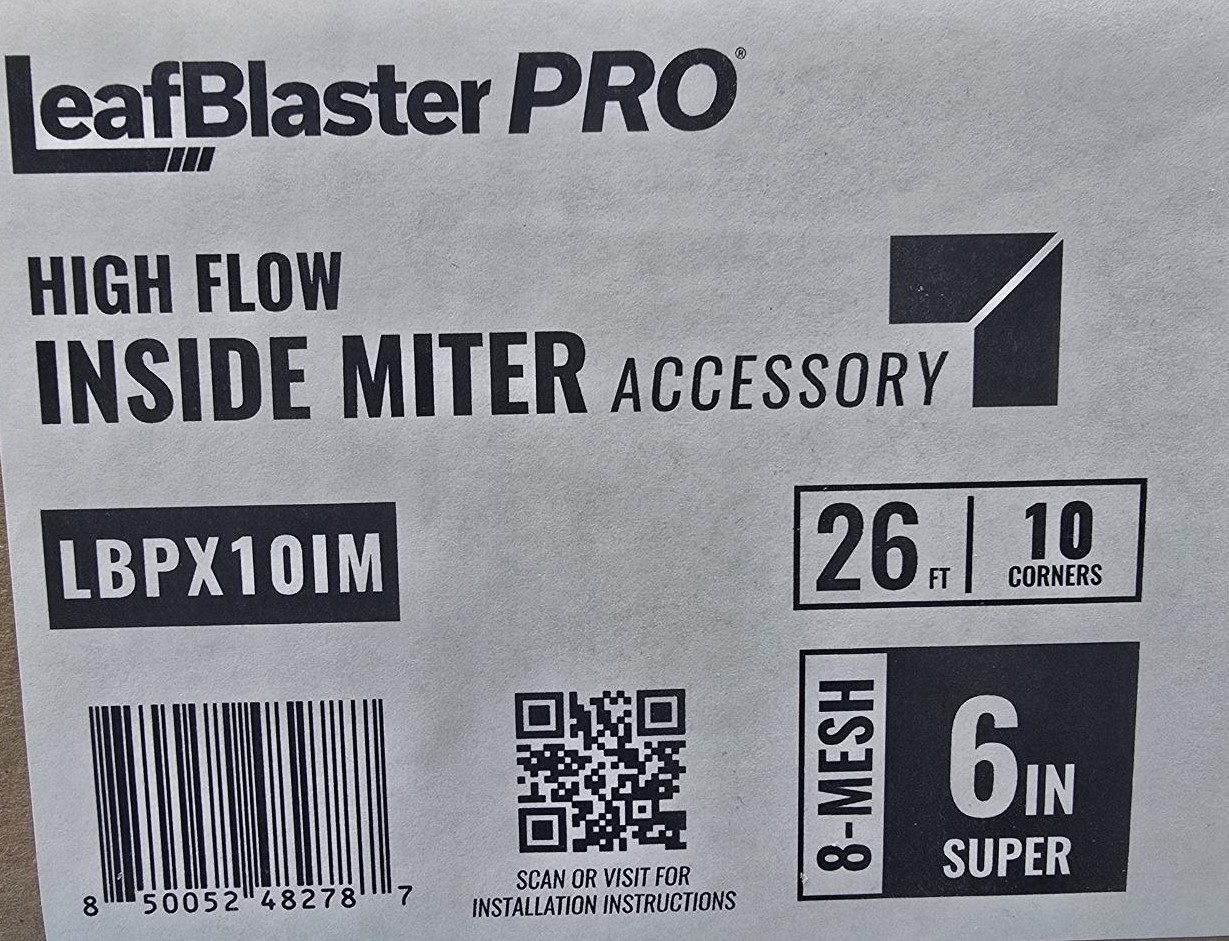 LeafBlaster PRO®
HIGH FLOW
INSIDE MITER ACCESSORY
LBPX10IM
26 FT | 10 CORNERS
8-MESH
6 IN
SUPER
8 50052 48278 7
SCAN OR VISIT FOR
INSTALLATION INSTRUCTIONS